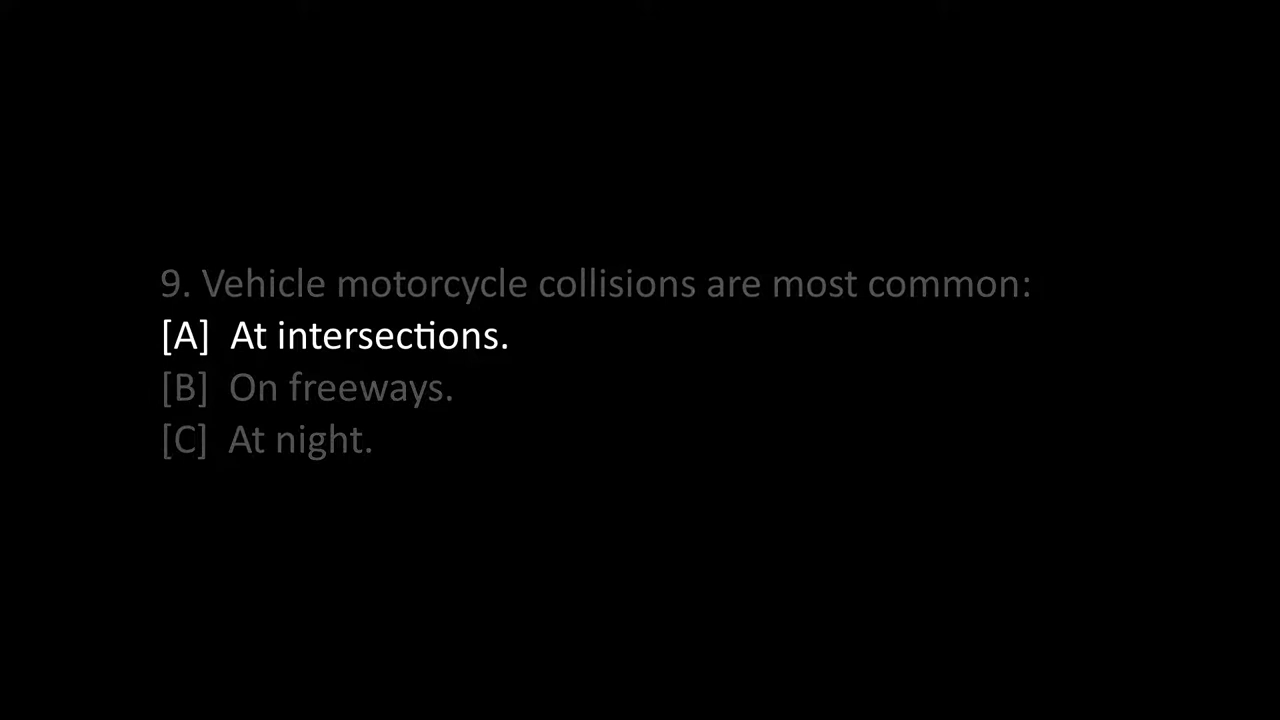 9. Vehicle motorcycle collisions are most common:
[A] At intersections.
[B] On freeways.
[C] At night.